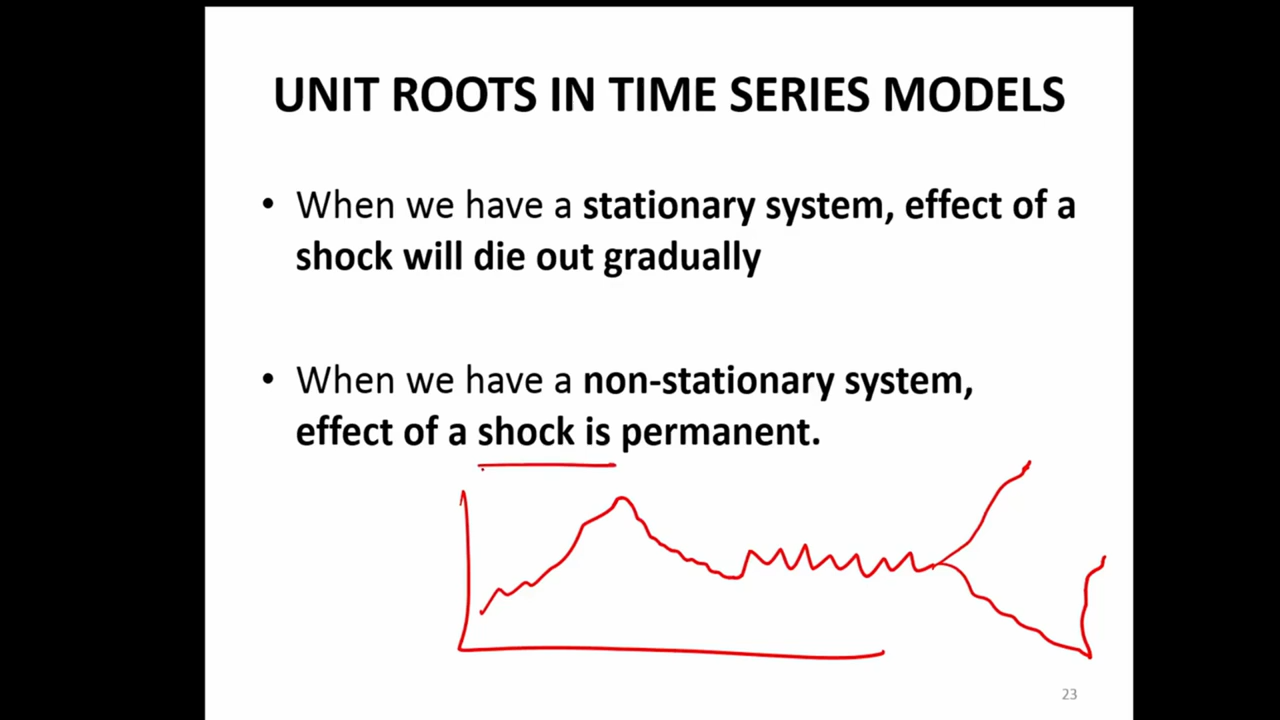 UNIT ROOTS IN TIME SERIES MODELS
• When we have a stationary system, effect of a
shock will die out gradually
• When we have a non-stationary system,
effect of a shock is permanent.
23